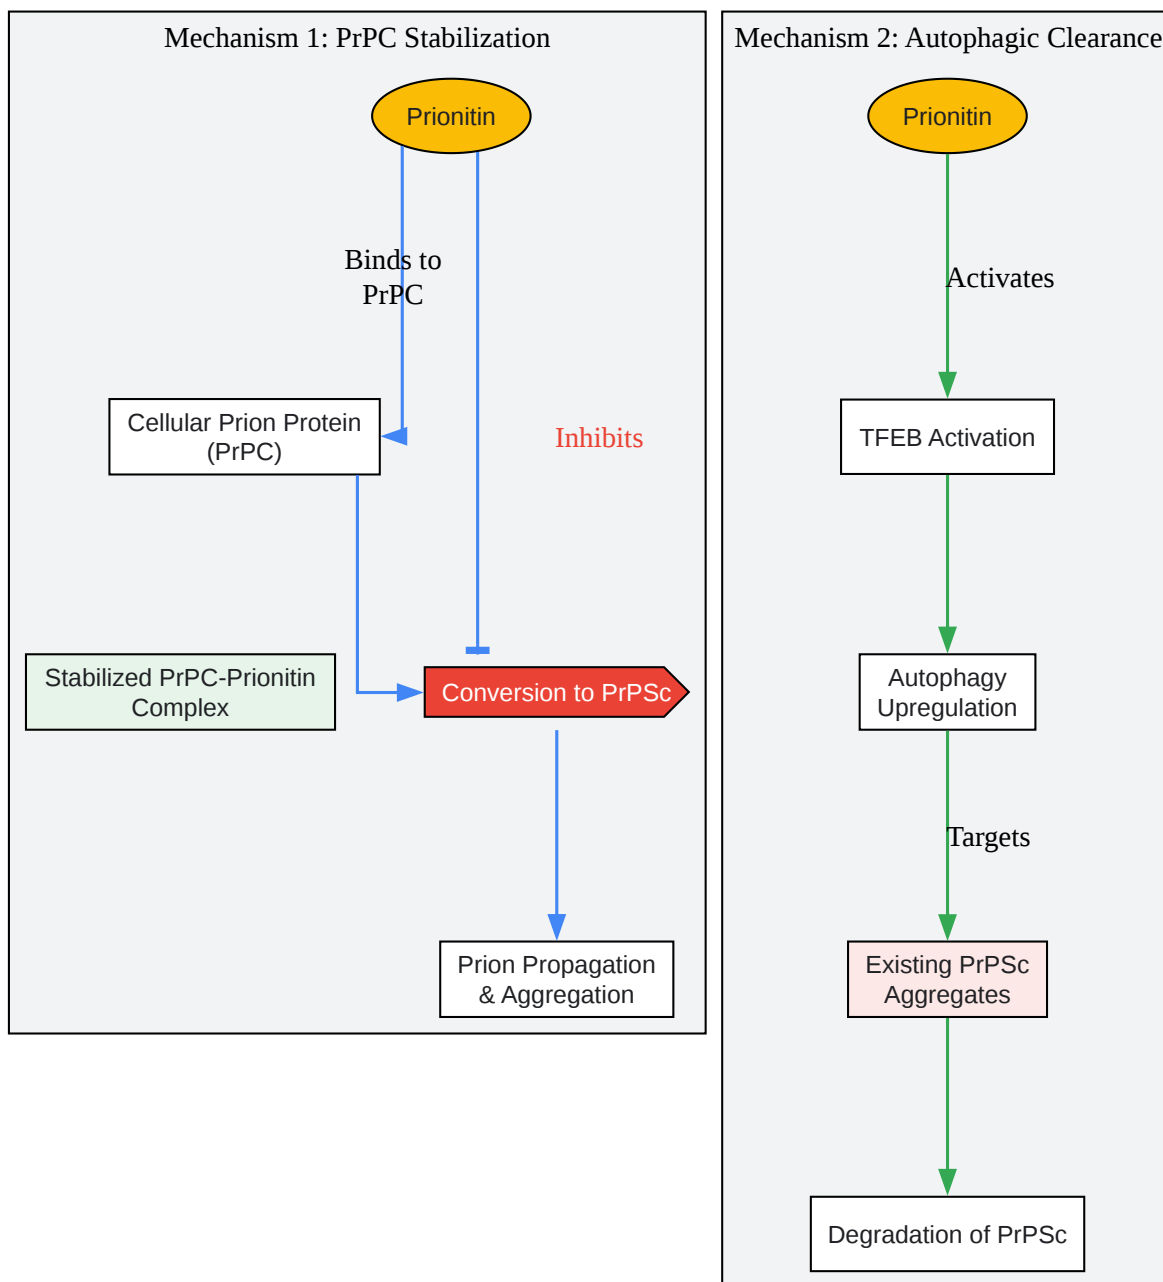 Mechanism 1: PrPC Stabilization
Prionitin
Binds to
PrPC
Cellular Prion Protein
(PrPC)
Inhibits
Stabilized PrPC-Prionitin
Complex
Conversion to PrPSc
Prion Propagation
& Aggregation
Mechanism 2: Autophagic Clearance
Prionitin
Activates
TFEB Activation
Autophagy
Upregulation
Targets
Existing PrPSc
Aggregates
Degradation of PrPSc